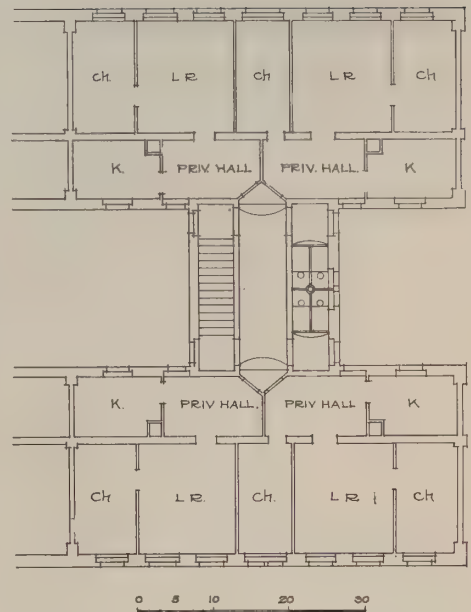 Ch. L R Ch L R Ch
K. PRIV. HALL PRIV. HALL. K
K. PRIV HALL. PRIV HALL K
Ch L R. Ch. L R Ch
0 5 10 20 30